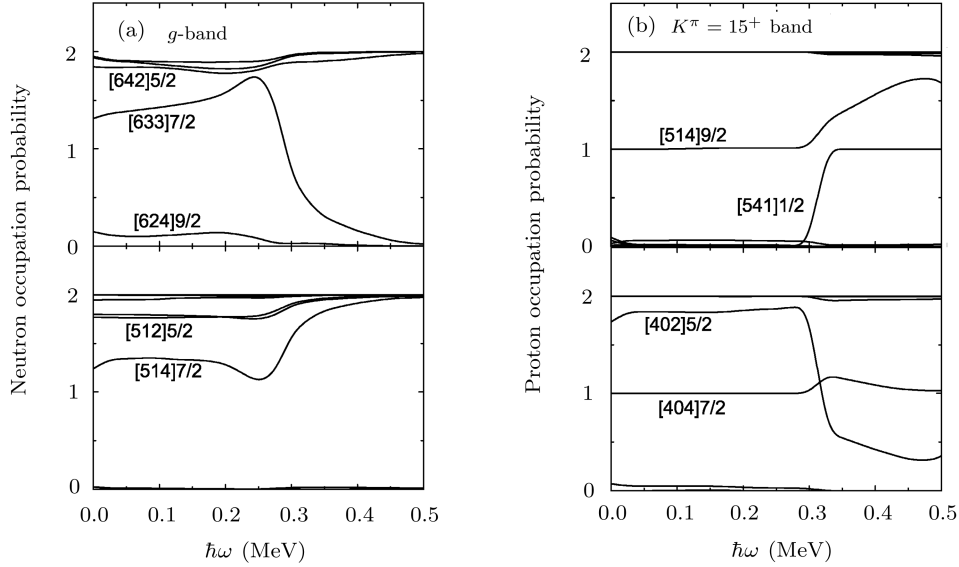 (a) g-band
Neutron occupation probability
2
[642]5/2
[633]7/2
1
[624]9/2
0
2
[512]5/2
[514]7/2
1
0
0.0 0.1 0.2 0.3 0.4 0.5
ħω (MeV)
(b) K^π = 15⁺ band
Proton occupation probability
2
[514]9/2
1
[541]1/2
0
2
[402]5/2
1
[404]7/2
0
0.0 0.1 0.2 0.3 0.4 0.5
ħω (MeV)